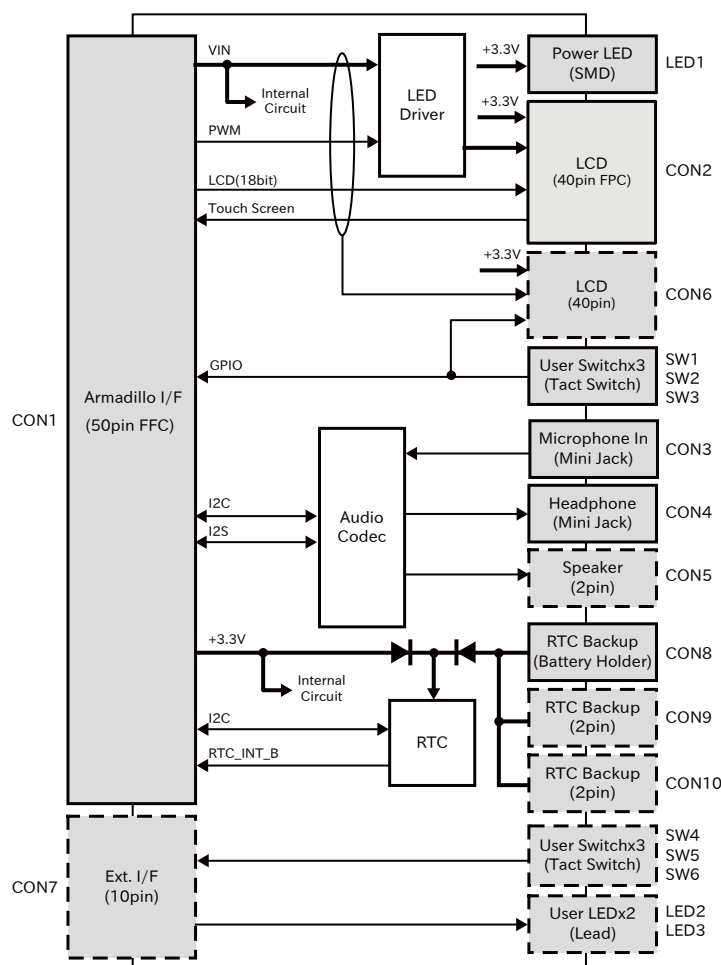 VIN
+3.3V
Power LED
(SMD)
LED1
Internal
Circuit
LED
Driver
+3.3V
PWM
LCD
(40pin FPC)
CON2
LCD(18bit)
Touch Screen
+3.3V
LCD
(40pin)
CON6
GPIO
User Switchx3
(Tact Switch)
SW1
SW2
SW3
CON1
Armadillo I/F
(50pin FFC)
Microphone In
(Mini Jack)
CON3
I2C
I2S
Audio
Codec
Headphone
(Mini Jack)
CON4
Speaker
(2pin)
CON5
+3.3V
RTC Backup
(Battery Holder)
CON8
Internal
Circuit
I2C
RTC_INT_B
RTC
RTC Backup
(2pin)
CON9
RTC Backup
(2pin)
CON10
CON7
Ext. I/F
(10pin)
User Switchx3
(Tact Switch)
SW4
SW5
SW6
User LEDx2
(Lead)
LED2
LED3